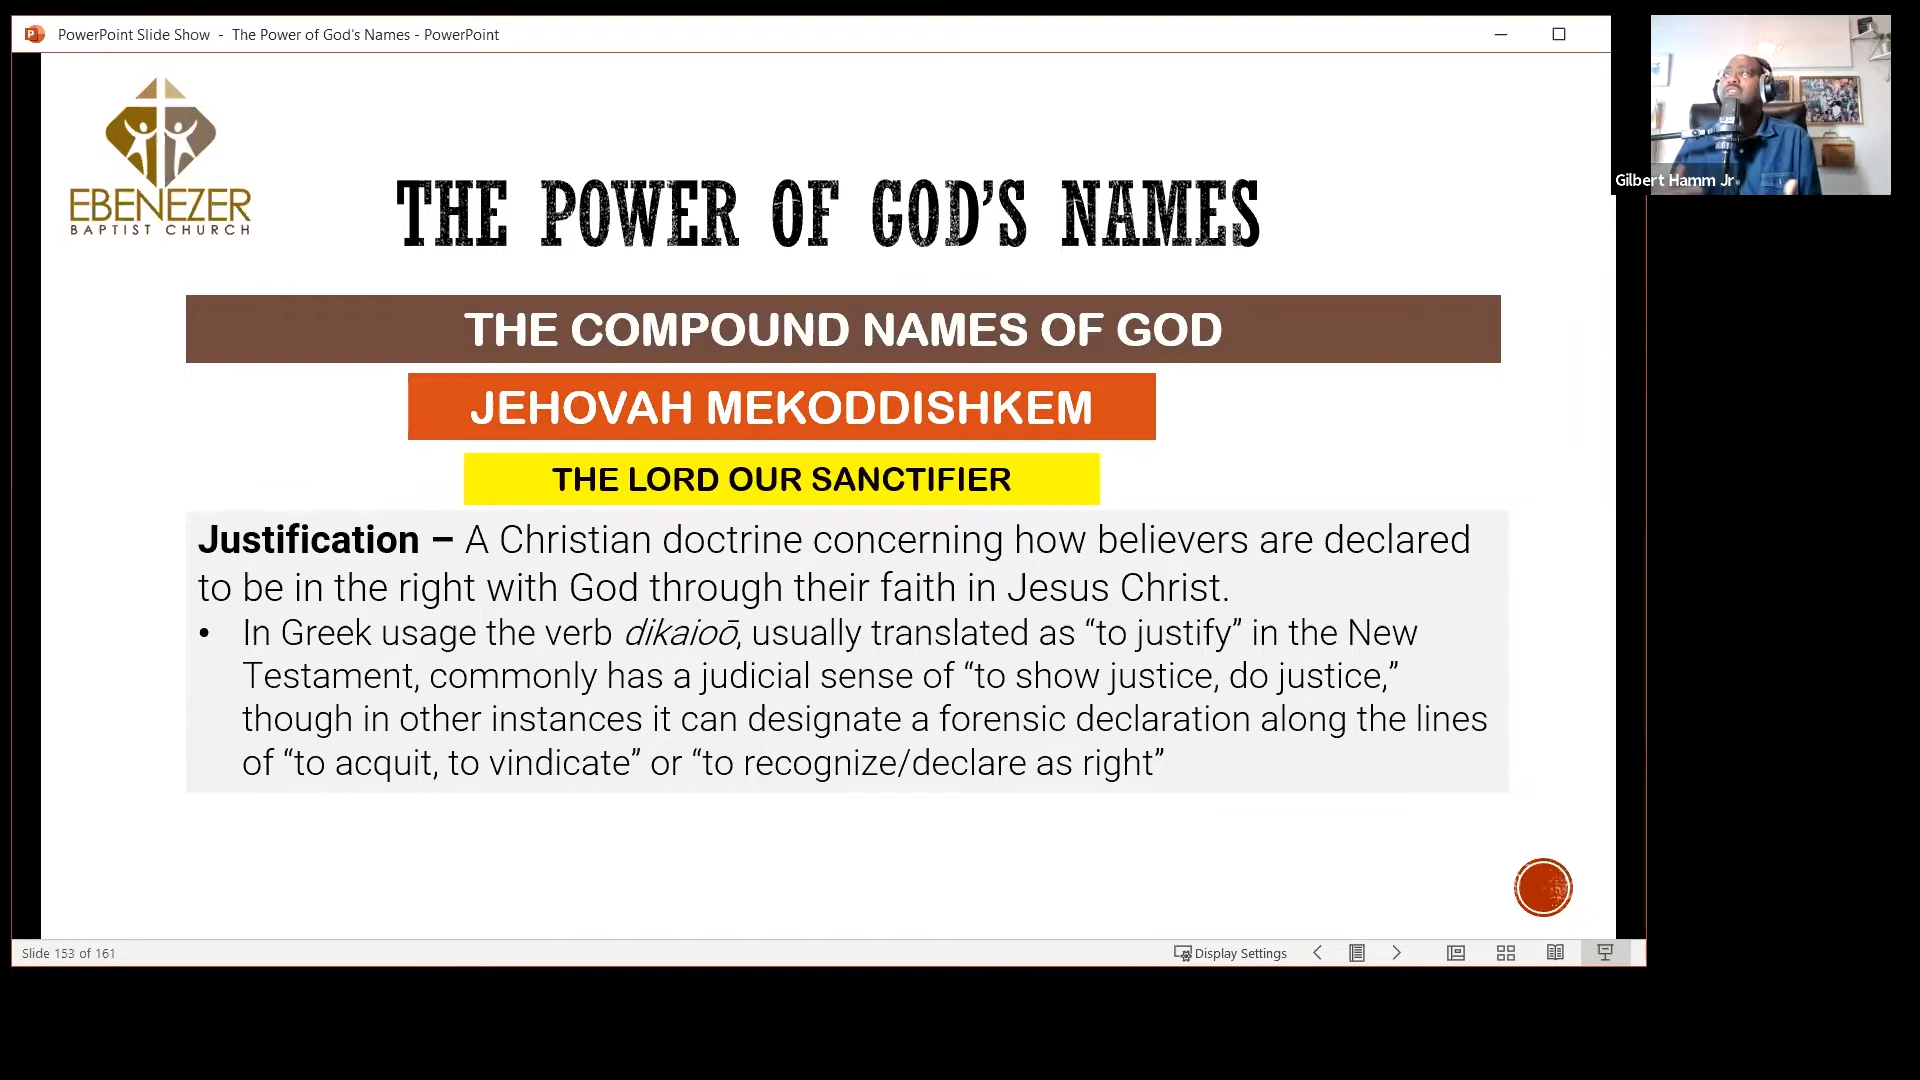 PowerPoint Slide Show - The Power of God's Names - PowerPoint
EBENEZER
BAPTIST CHURCH
THE POWER OF GOD'S NAMES
THE COMPOUND NAMES OF GOD
JEHOVAH MEKODDISHKEM
THE LORD OUR SANCTIFIER
Justification – A Christian doctrine concerning how believers are declared
to be in the right with God through their faith in Jesus Christ.
• In Greek usage the verb dikaioō, usually translated as “to justify” in the New
Testament, commonly has a judicial sense of “to show justice, do justice,”
though in other instances it can designate a forensic declaration along the lines
of “to acquit, to vindicate” or “to recognize/declare as right”
Gilbert Hamm Jr
Slide 153 of 161
Display Settings